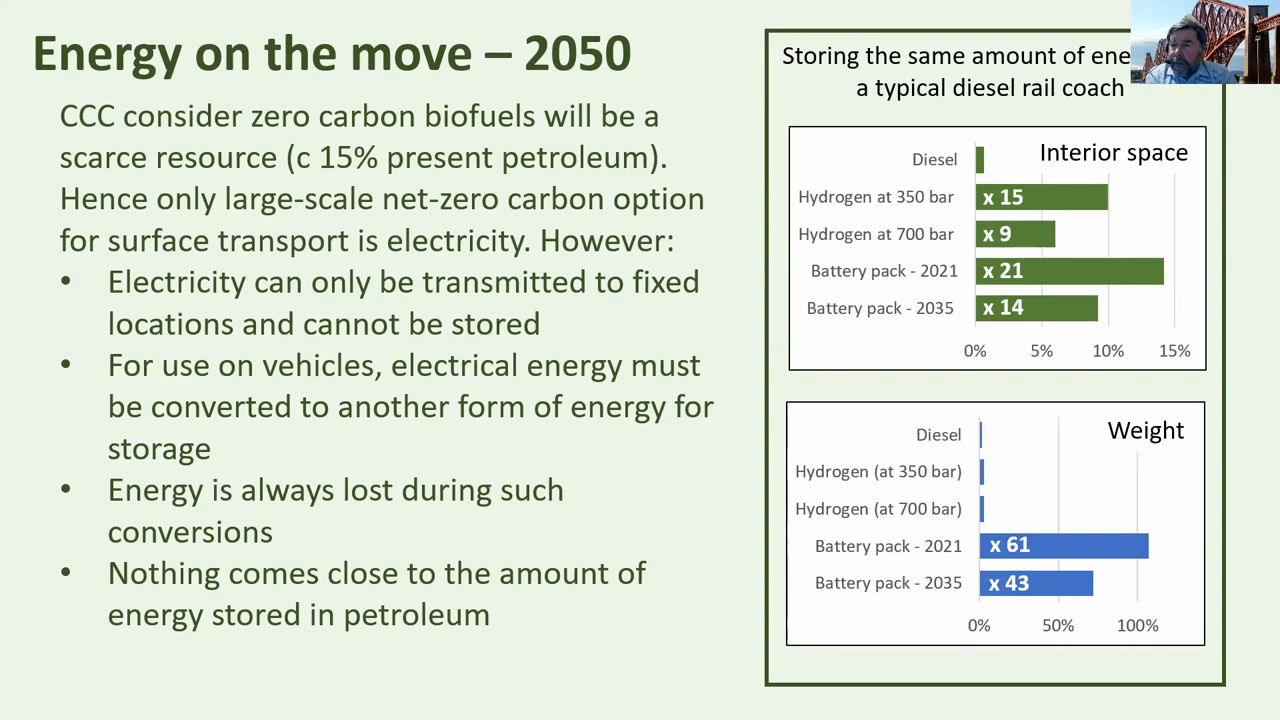 Energy on the move – 2050
CCC consider zero carbon biofuels will be a
scarce resource (c 15% present petroleum).
Hence only large-scale net-zero carbon option
for surface transport is electricity. However:
• Electricity can only be transmitted to fixed
locations and cannot be stored
• For use on vehicles, electrical energy must
be converted to another form of energy for
storage
• Energy is always lost during such
conversions
• Nothing comes close to the amount of
energy stored in petroleum
Storing the same amount of
a typical diesel rail coach
Interior space
Diesel
Hydrogen at 350 bar x 15
Hydrogen at 700 bar x 9
Battery pack - 2021 x 21
Battery pack - 2035 x 14
0% 5% 10% 15%
Weight
Diesel
Hydrogen (at 350 bar)
Hydrogen (at 700 bar)
Battery pack - 2021 x 61
Battery pack - 2035 x 43
0% 50% 100%